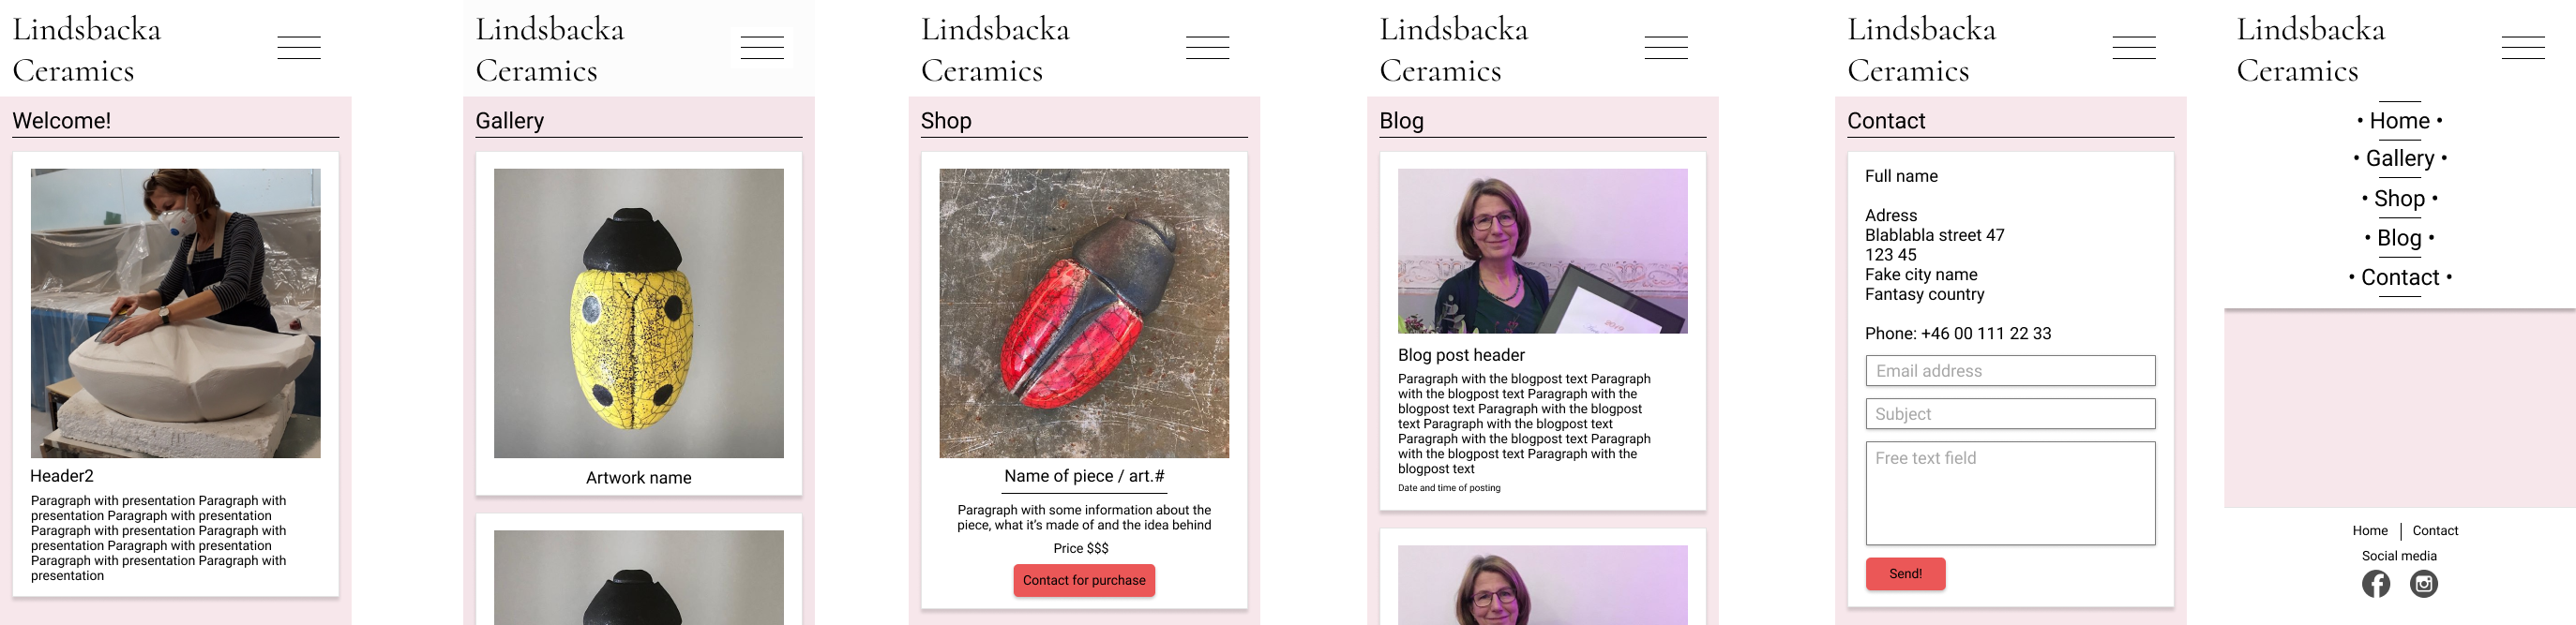 Lindsbacka
Ceramics
Welcome!
Header2
Paragraph with presentation Paragraph with
presentation Paragraph with presentation
Paragraph with presentation Paragraph with
presentation Paragraph with presentation
Paragraph with presentation Paragraph with
presentation
Lindsbacka
Ceramics
Gallery
Artwork name
Lindsbacka
Ceramics
Shop
Name of piece / art.#
Paragraph with some information about the
piece, what it's made of and the idea behind
Price $$$
Contact for purchase
Lindsbacka
Ceramics
Blog
Blog post header
Paragraph with the blogpost text Paragraph
with the blogpost text Paragraph with the
blogpost text Paragraph with the blogpost
text Paragraph with the blogpost text
Paragraph with the blogpost text Paragraph
with the blogpost text Paragraph with the
blogpost text
Date and time of posting
Lindsbacka
Ceramics
Contact
Full name
Adress
Blablabla street 47
123 45
Fake city name
Fantasy country
Phone: +46 00 111 22 33
Email address
Subject
Free text field
Send!
Lindsbacka
Ceramics
• Home •
• Gallery •
• Shop •
• Blog •
• Contact •
Home | Contact
Social media